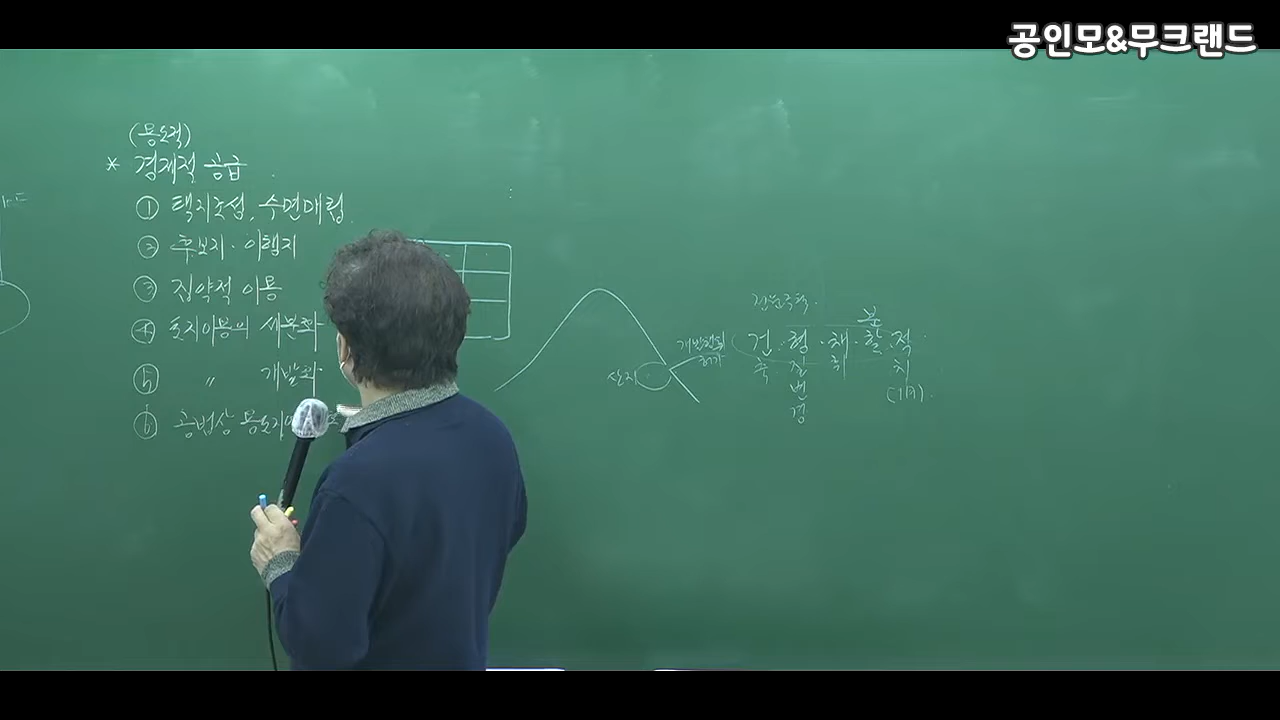 공인모&무크랜드
(용도적)
* 경제적 공급
① 택지조성, 수면매립
② 후보지 · 이행지
③ 집약적 이용
④ 토지이용의 세분화
⑤ 〃 개발화
⑥ 공법상 용도지
산지
개발행위
허가
분
건 · 형 · 채 · 할 · 적
축 질 취 치
변
경
(1月)